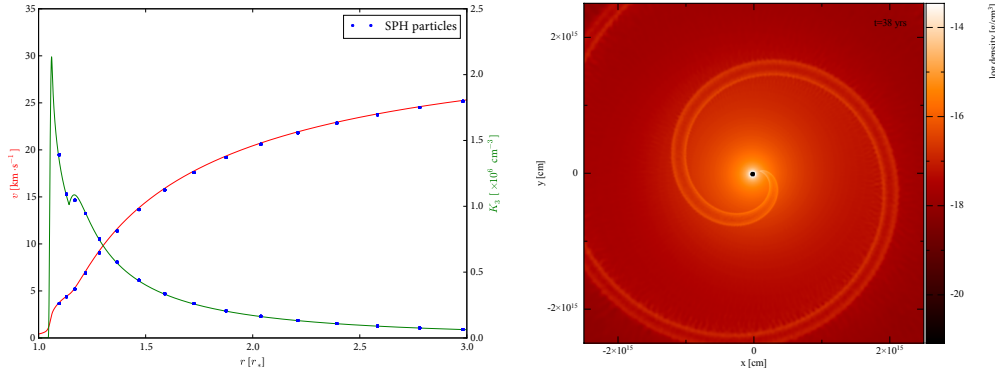 SPH particles
35
30
25
20
15
10
5
0
v [km·s⁻¹]
2.5
2.0
1.5
1.0
0.5
0.0
K₃ [×10⁶ cm⁻³]
1.0 1.5 2.0 2.5 3.0
r [r⋆]
t=38 yrs
2×10¹⁵
0
-2×10¹⁵
y [cm]
-2×10¹⁵ 0 2×10¹⁵
x [cm]
-14
-16
-18
-20
log density [g/cm³]